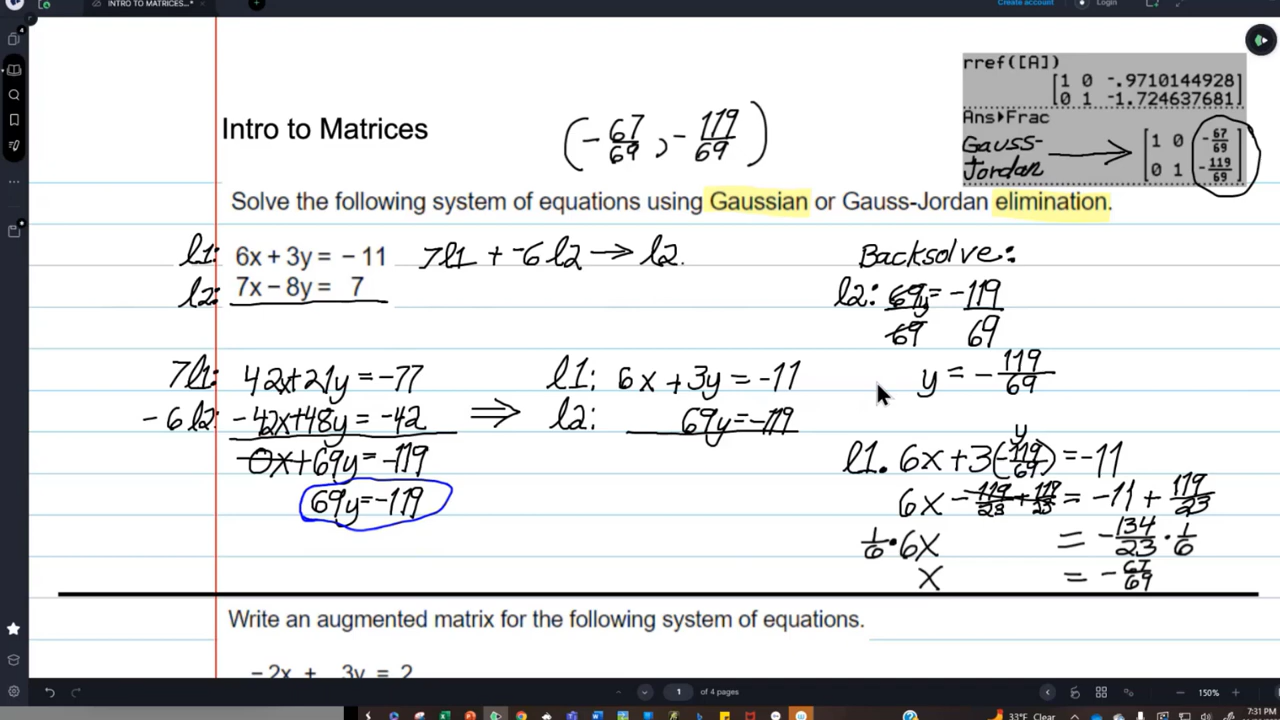 INTRO TO MATRICES...*
Create account
Login
rref([A])
[1 0 -.9710144928]
[0 1 -1.724637681]
Ans▸Frac
Gauss-Jordan → [1 0 -67/69]
[0 1 -119/69]
Intro to Matrices
(-67/69, -119/69)
Solve the following system of equations using Gaussian or Gauss-Jordan elimination.
l1: 6x + 3y = − 11
l2: 7x − 8y = 7
7l1 + -6l2 → l2.
7l1: 42x+21y = -77
-6l2: -42x+48y = -42
0x+69y = -119
69y=-119
⇒
l1: 6x + 3y = -11
l2: 69y=-119
Backsolve:
l2: 69y/69 = -119/69
y = -119/69
y
l1. 6x + 3(-119/69) = -11
6x - 119/23 + 119/23 = -11 + 119/23
1/6 • 6x = -134/23 • 1/6
x = -67/69
Write an augmented matrix for the following system of equations.
− 2x + 3y = 2
1
of 4 pages
150%
33°F Clear
7:31 PM